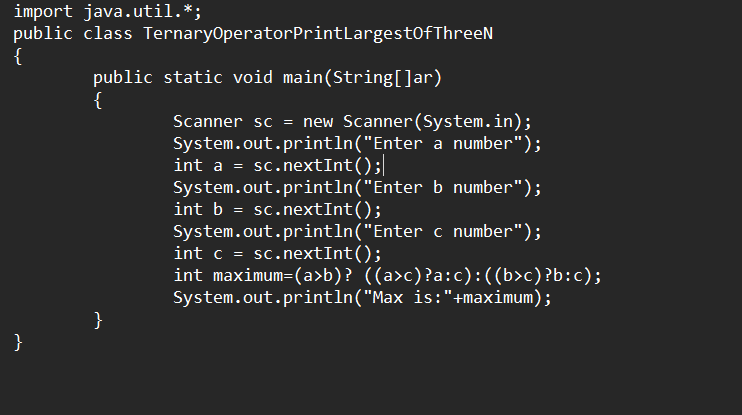 import java.util.*;
public class TernaryOperatorPrintLargestOfThreeN
{
public static void main(String[]ar)
{
Scanner sc = new Scanner(System.in);
System.out.println("Enter a number");
int a = sc.nextInt();
System.out.println("Enter b number");
int b = sc.nextInt();
System.out.println("Enter c number");
int c = sc.nextInt();
int maximum=(a>b)? ((a>c)?a:c):((b>c)?b:c);
System.out.println("Max is:"+maximum);
}
}